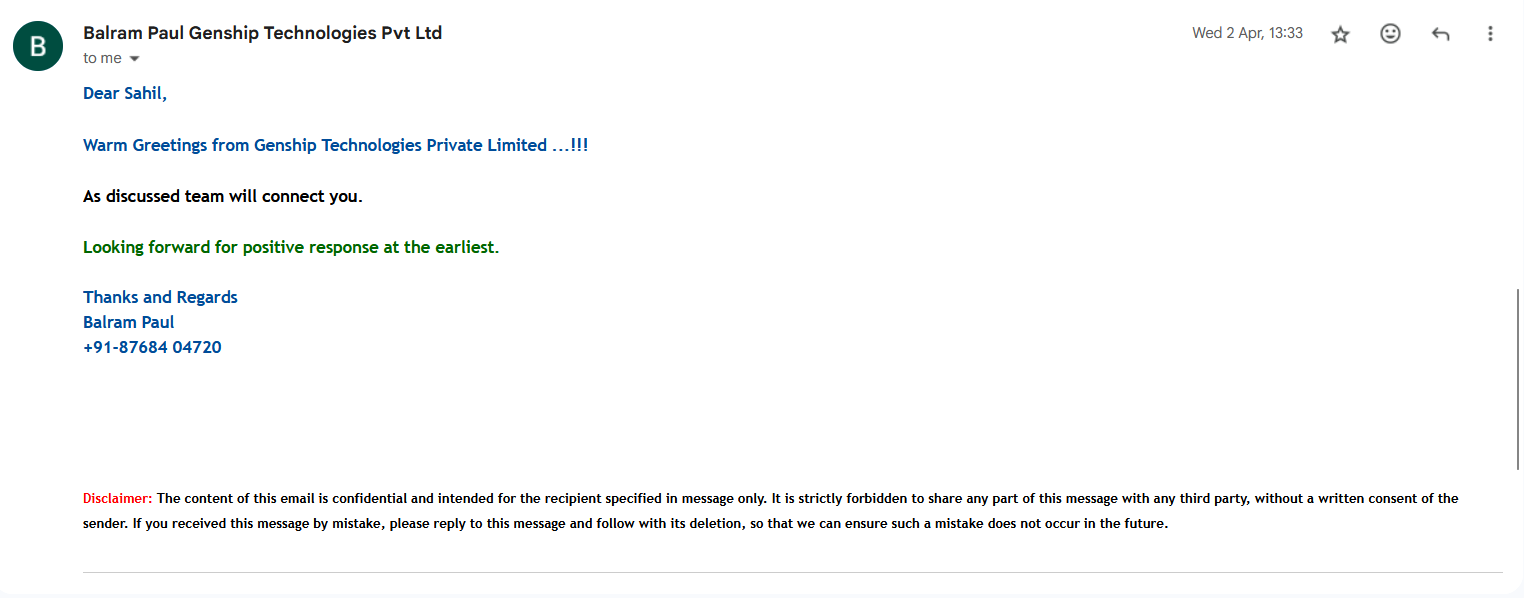 B
Balram Paul Genship Technologies Pvt Ltd
Wed 2 Apr, 13:33
to me
Dear Sahil,
Warm Greetings from Genship Technologies Private Limited ...!!!
As discussed team will connect you.
Looking forward for positive response at the earliest.
Thanks and Regards
Balram Paul
+91-87684 04720
Disclaimer: The content of this email is confidential and intended for the recipient specified in message only. It is strictly forbidden to share any part of this message with any third party, without a written consent of the
sender. If you received this message by mistake, please reply to this message and follow with its deletion, so that we can ensure such a mistake does not occur in the future.